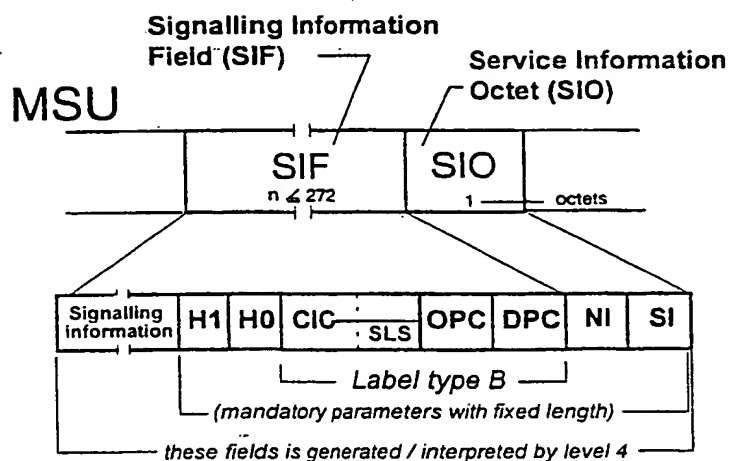 Signalling Information
Field (SIF)
Service Information
Octet (SIO)
MSU
SIF
n ≤ 272
SIO
1 octets
Signalling
information
H1
H0
CIC
SLS
OPC
DPC
NI
SI
Label type B
(mandatory parameters with fixed length)
these fields is generated / interpreted by level 4